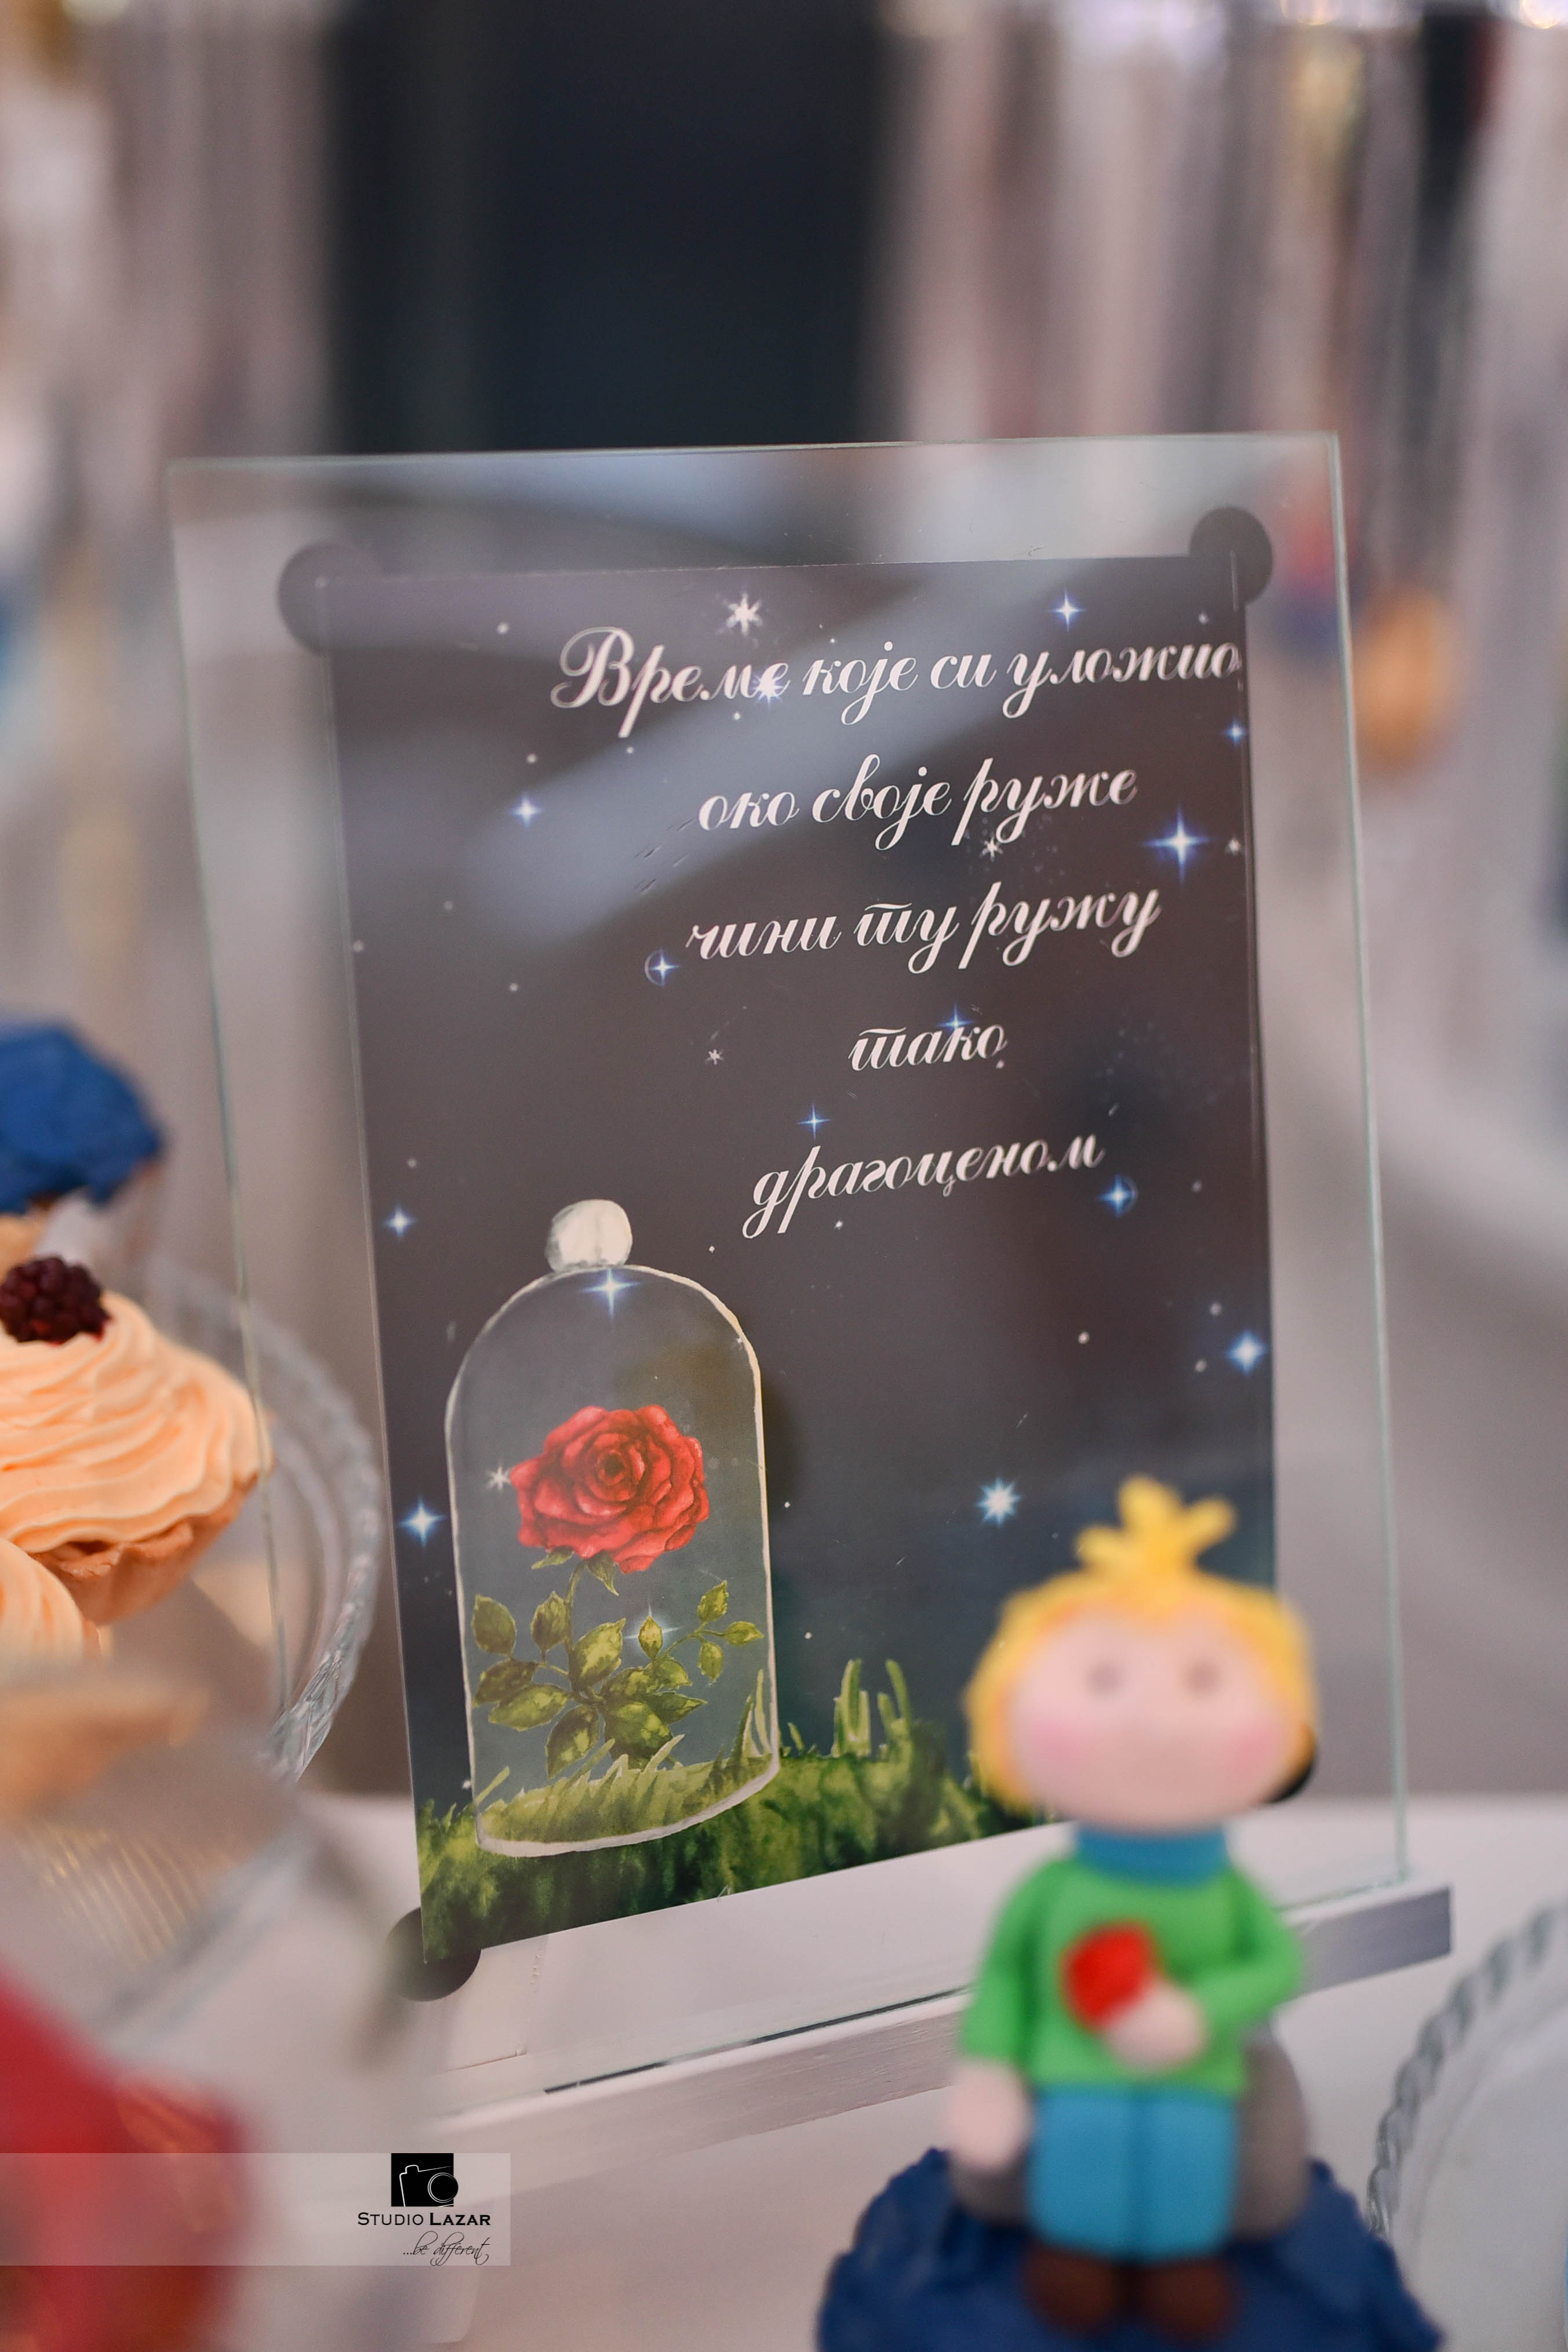 Време које си уложио
око своје руже
чини ту ружу
тако
драгоценом
STUDIO LAZAR
...be different